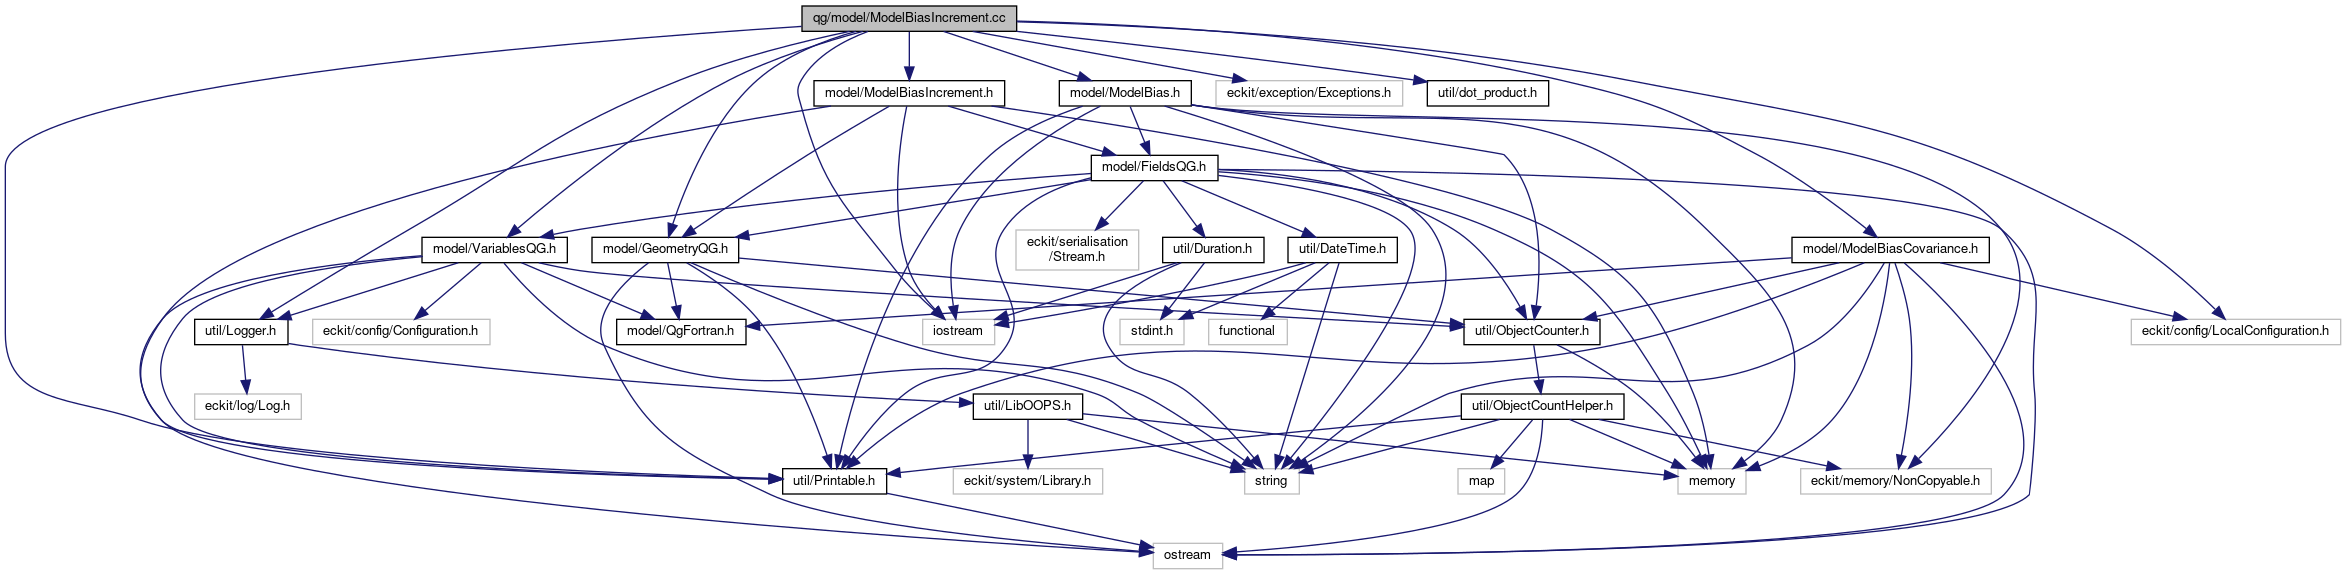 qg/model/ModelBiasIncrement.cc
model/ModelBiasIncrement.h
model/ModelBias.h
eckit/exception/Exceptions.h
util/dot_product.h
model/FieldsQG.h
model/VariablesQG.h
model/GeometryQG.h
eckit/serialisation
/Stream.h
util/Duration.h
util/DateTime.h
model/ModelBiasCovariance.h
util/Logger.h
eckit/config/Configuration.h
model/QgFortran.h
iostream
stdint.h
functional
util/ObjectCounter.h
eckit/config/LocalConfiguration.h
eckit/log/Log.h
util/LibOOPS.h
util/ObjectCountHelper.h
util/Printable.h
eckit/system/Library.h
string
map
memory
eckit/memory/NonCopyable.h
ostream